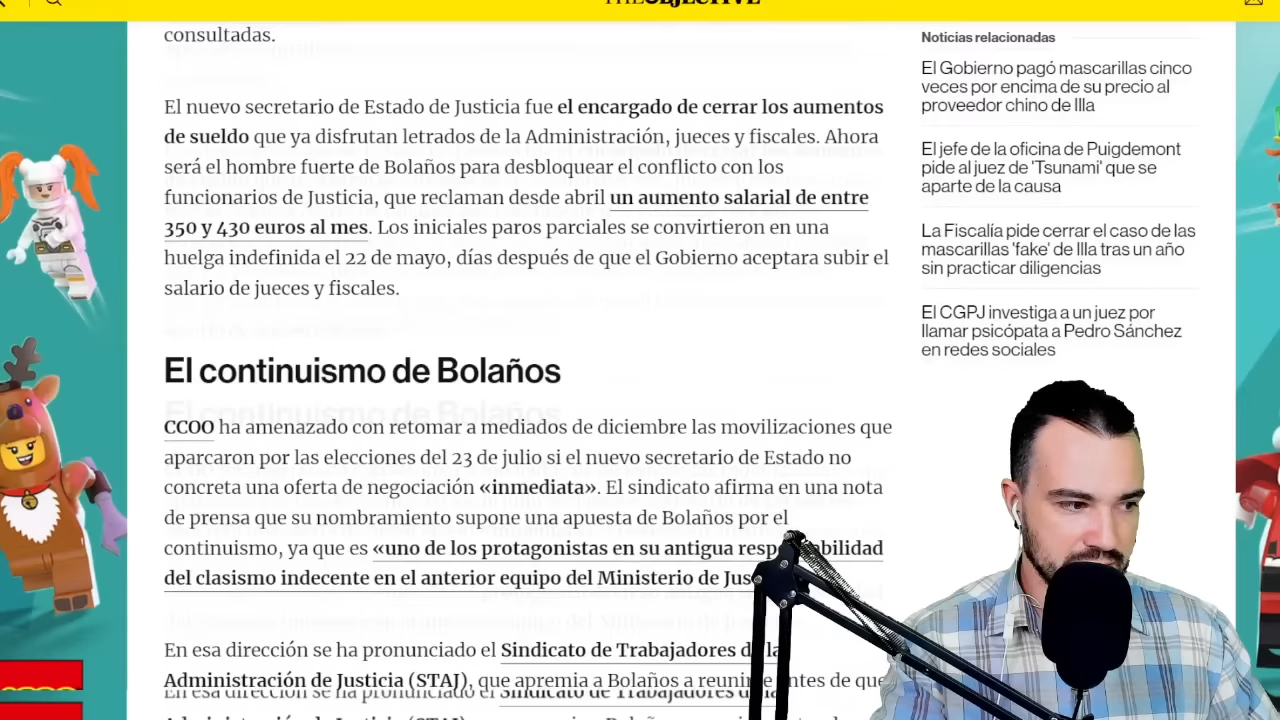 THE OBJECTIVE
consultadas.
El nuevo secretario de Estado de Justicia fue el encargado de cerrar los aumentos
de sueldo que ya disfrutan letrados de la Administración, jueces y fiscales. Ahora
será el hombre fuerte de Bolaños para desbloquear el conflicto con los
funcionarios de Justicia, que reclaman desde abril un aumento salarial de entre
350 y 430 euros al mes. Los iniciales paros parciales se convirtieron en una
huelga indefinida el 22 de mayo, días después de que el Gobierno aceptara subir el
salario de jueces y fiscales.
El continuismo de Bolaños
CCOO ha amenazado con retomar a mediados de diciembre las movilizaciones que
aparcaron por las elecciones del 23 de julio si el nuevo secretario de Estado no
concreta una oferta de negociación «inmediata». El sindicato afirma en una nota
de prensa que su nombramiento supone una apuesta de Bolaños por el
continuismo, ya que es «uno de los protagonistas en su antigua resp abilidad
del clasismo indecente en el anterior equipo del Ministerio de Jus
En esa dirección se ha pronunciado el Sindicato de Trabajadores d la
Administración de Justicia (STAJ), que apremia a Bolaños a reunir ntes de que
Noticias relacionadas
El Gobierno pagó mascarillas cinco
veces por encima de su precio al
proveedor chino de Illa
El jefe de la oficina de Puigdemont
pide al juez de 'Tsunami' que se
aparte de la causa
La Fiscalía pide cerrar el caso de las
mascarillas 'fake' de Illa tras un año
sin practicar diligencias
El CGPJ investiga a un juez por
llamar psicópata a Pedro Sánchez
en redes sociales